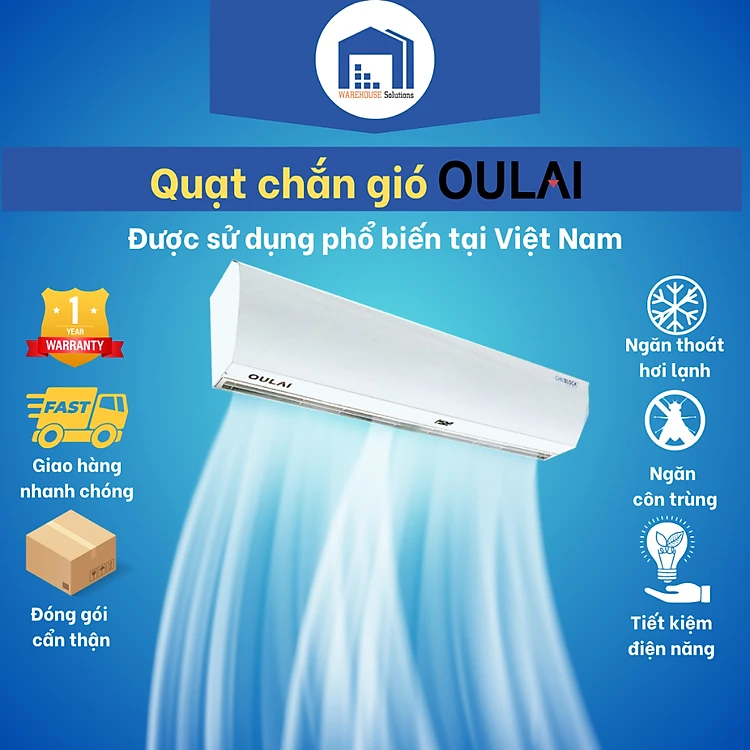 WAREHOUSE Solutions
Quạt chắn gió OULAI
Được sử dụng phổ biến tại Việt Nam
1
YEAR
WARRANTY
FAST
Giao hàng
nhanh chóng
Đóng gói
cẩn thận
OULAI
Ngăn thoát
hơi lạnh
Ngăn
côn trùng
Tiết kiệm
điện năng